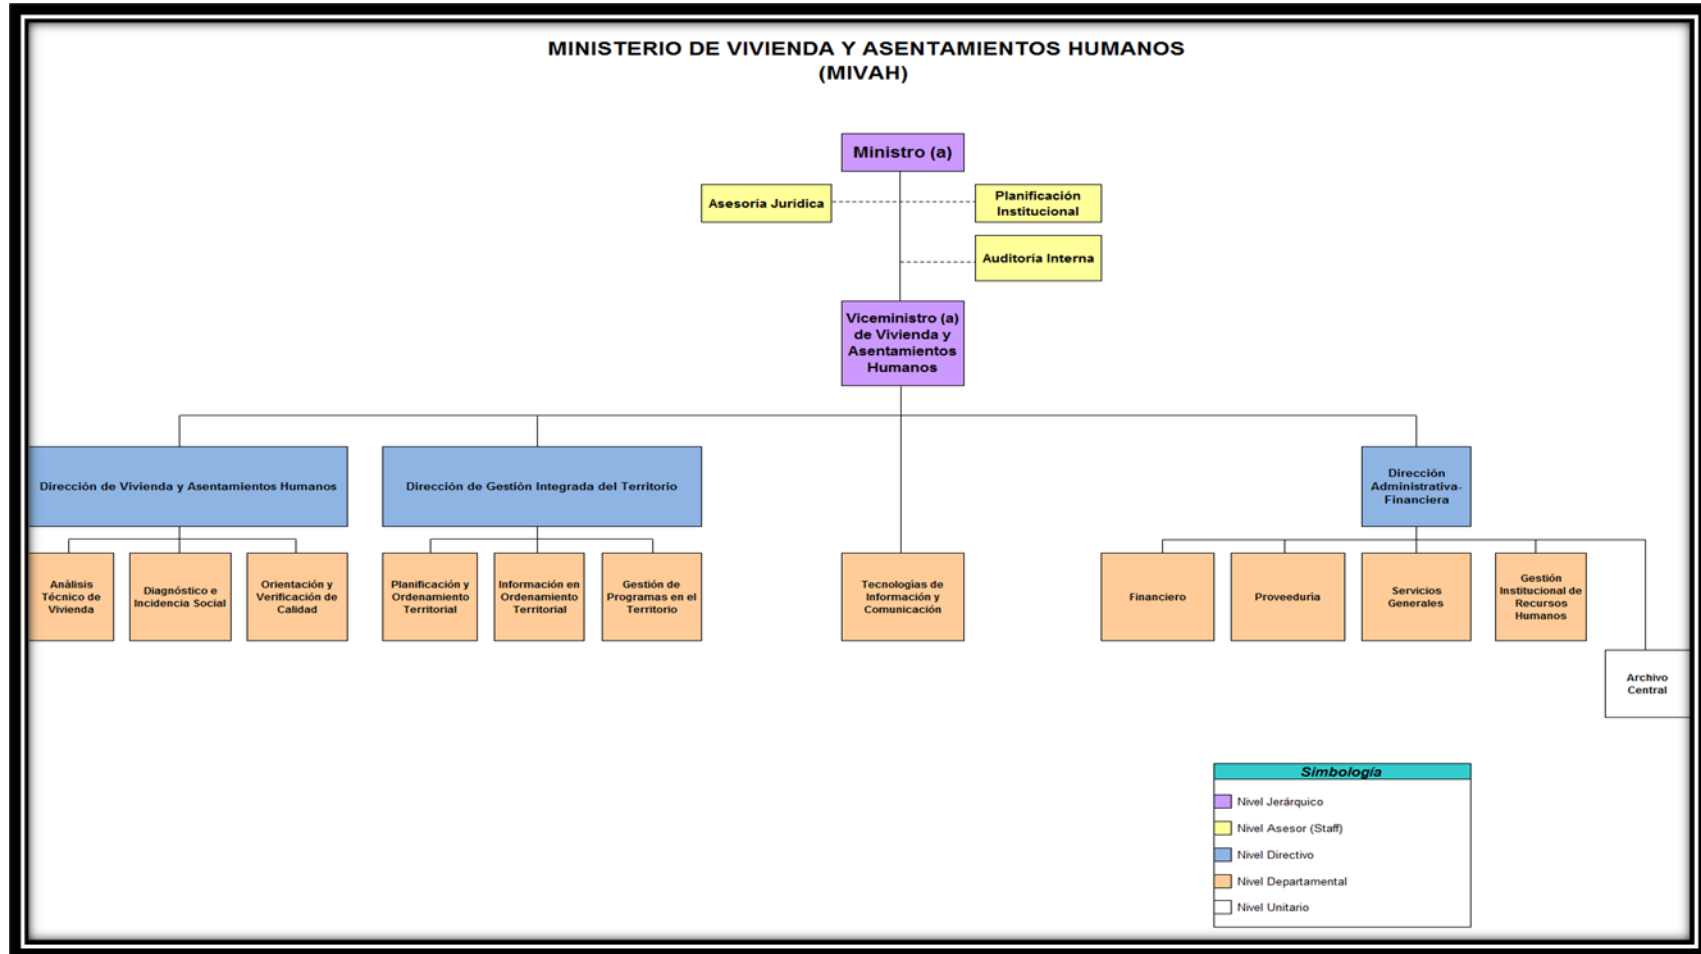 MINISTERIO DE VIVIENDA Y ASENTAMIENTOS HUMANOS
(MIVAH)
Ministro (a)
Asesoría Jurídica
Planificación
Institucional
Auditoría Interna
Viceministro (a)
de Vivienda y
Asentamientos
Humanos
Dirección de Vivienda y Asentamientos Humanos
Dirección de Gestión Integrada del Territorio
Dirección
Administrativa-
Financiera
Análisis
Técnico de
Vivienda
Diagnóstico e
Incidencia Social
Orientación y
Verificación de
Calidad
Planificación y
Ordenamiento
Territorial
Información en
Ordenamiento
Territorial
Gestión de
Programas en el
Territorio
Tecnologías de
Información y
Comunicación
Financiero
Proveeduría
Servicios
Generales
Gestión
Institucional de
Recursos
Humanos
Archivo
Central
Simbología
Nivel Jerárquico
Nivel Asesor (Staff)
Nivel Directivo
Nivel Departamental
Nivel Unitario